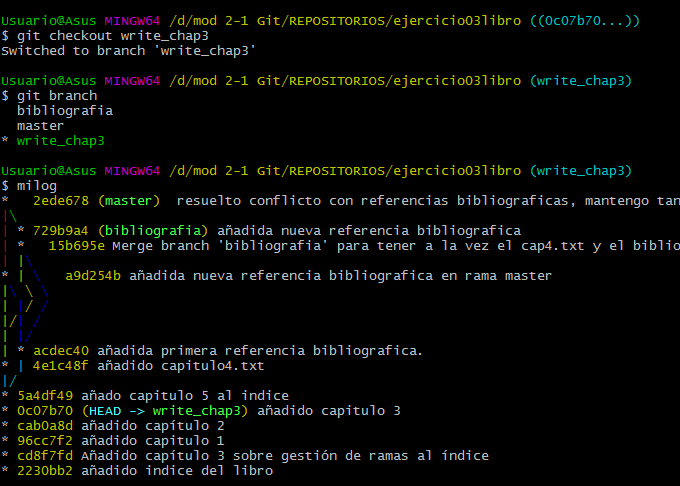 Usuario@Asus MINGW64 /d/mod 2-1 Git/REPOSITORIOS/ejercicio03libro ((0c07b70...))
$ git checkout write_chap3
Switched to branch 'write_chap3'
Usuario@Asus MINGW64 /d/mod 2-1 Git/REPOSITORIOS/ejercicio03libro (write_chap3)
$ git branch
  bibliografia
  master
* write_chap3
Usuario@Asus MINGW64 /d/mod 2-1 Git/REPOSITORIOS/ejercicio03libro (write_chap3)
$ milog
*   2ede678 (master)  resuelto conflicto con referencias bibliograficas, mantengo tan
|\
| * 729b9a4 (bibliografia) añadida nueva referencia bibliografica
| *   15b695e Merge branch 'bibliografia' para tener a la vez el cap4.txt y el biblio
| |\
* | \   a9d254b añadida nueva referencia bibliografica en rama master
|\ \ \
| |/ /
|/| /
| |/
| * acdec40 añadida primera referencia bibliografica.
* | 4e1c48f añadido capitulo4.txt
|/
* 5a4df49 añado capitulo 5 al indice
* 0c07b70 (HEAD -> write_chap3) añadido capitulo 3
* cab0a8d añadido capítulo 2
* 96cc7f2 añadido capitulo 1
* cd8f7fd Añadido Capítulo 3 sobre gestión de ramas al índice
* 2230bb2 añadido indice del libro